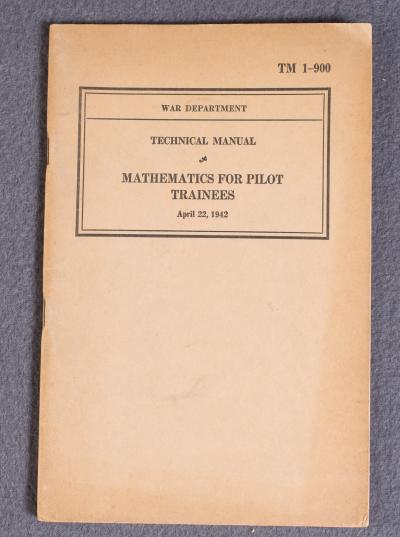 TM 1-900
WAR DEPARTMENT
TECHNICAL MANUAL
MATHEMATICS FOR PILOT
TRAINEES
April 22, 1942